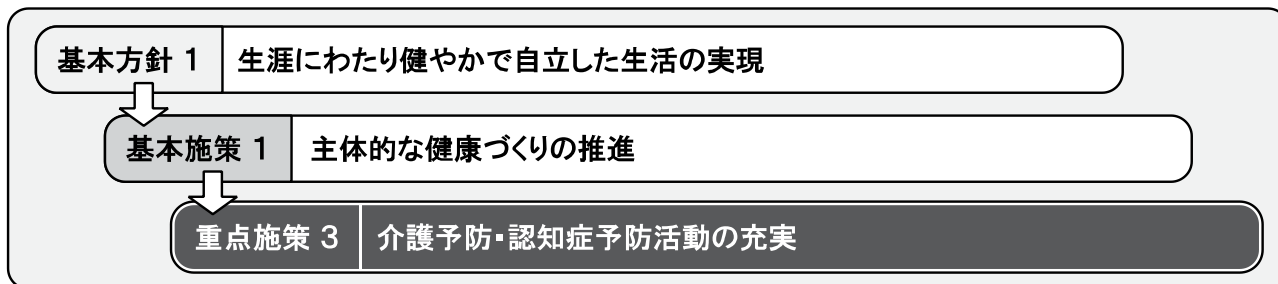 基本方針 1 生涯にわたり健やかで自立した生活の実現
基本施策 1 主体的な健康づくりの推進
重点施策 3 介護予防・認知症予防活動の充実